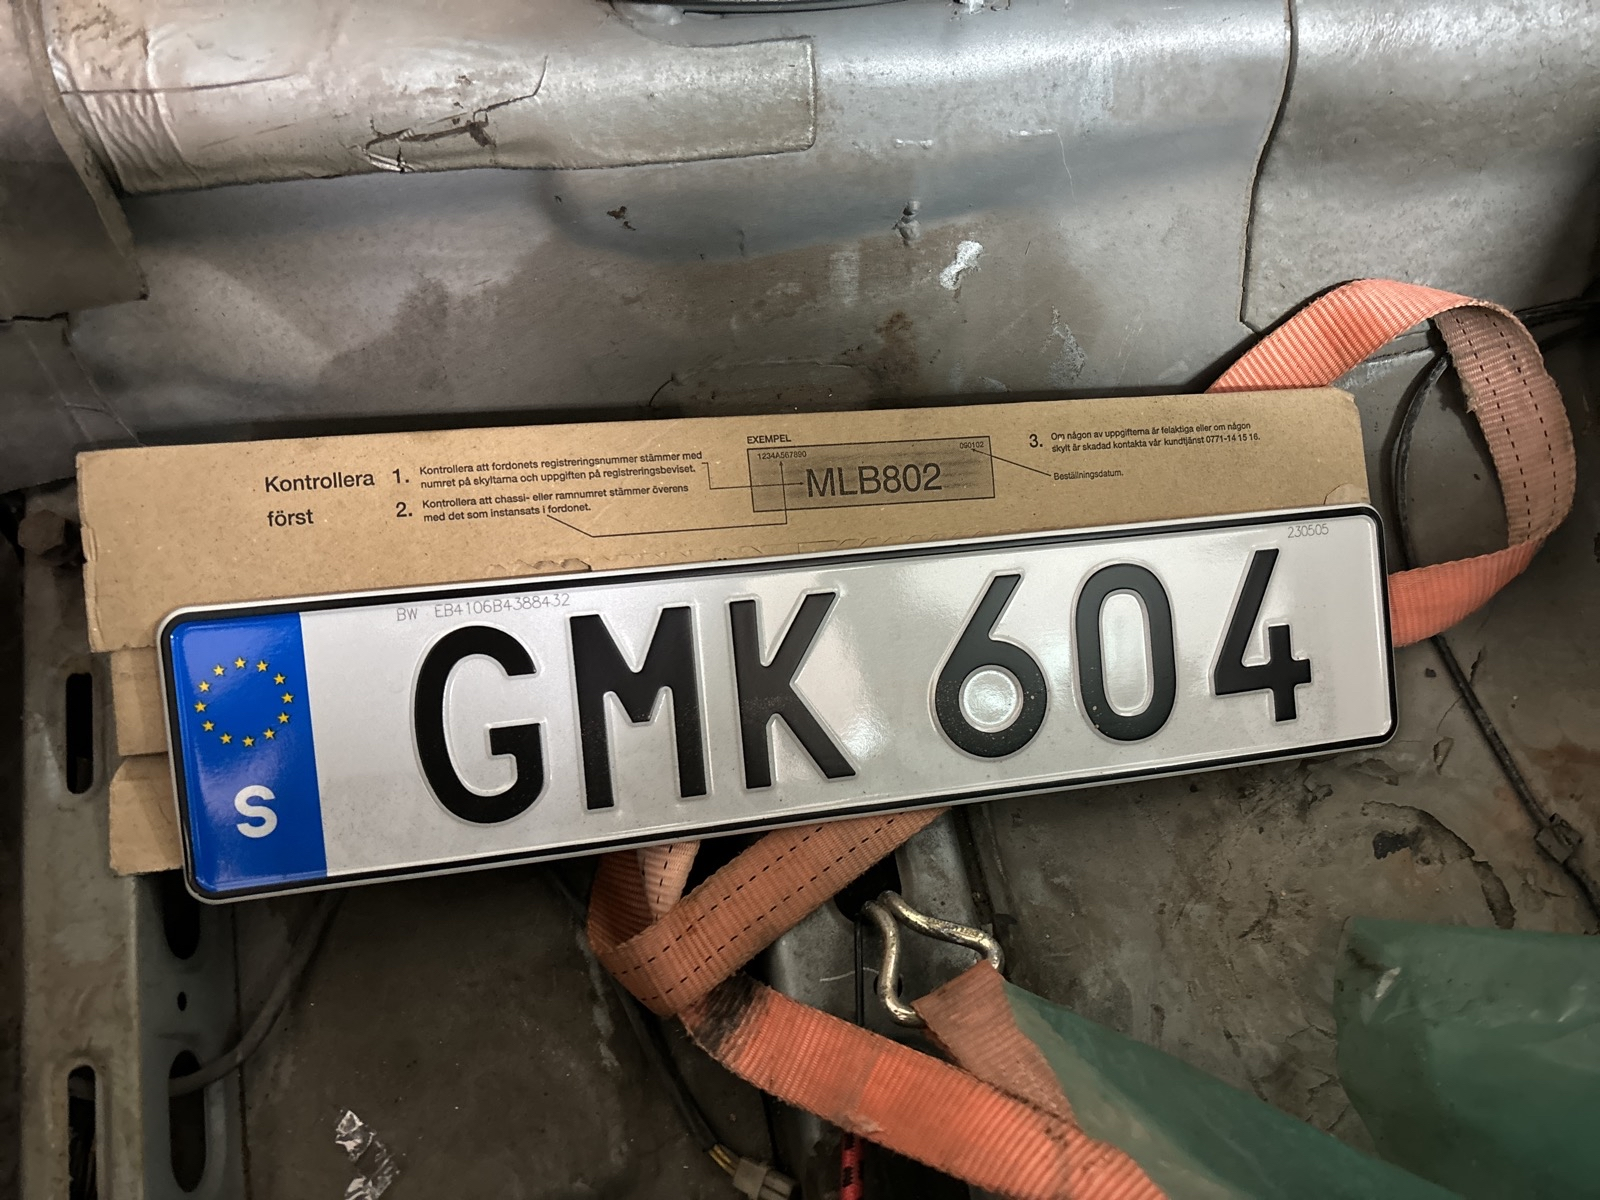 Kontrollera
först
1. Kontrollera att fordonets registreringsnummer stämmer med
numret på skyltarna och uppgiften på registreringsbeviset.
2. Kontrollera att chassi- eller ramnumret stämmer överens
med det som instansats i fordonet.
EXEMPEL
1234A567890
090102
MLB802
3. Om någon av uppgifterna är felaktiga eller om någon
skylt är skadad kontakta vår kundtjänst 0771-14 15 16.
Beställningsdatum.
230505
BW EB4106B4388432
GMK 604
S